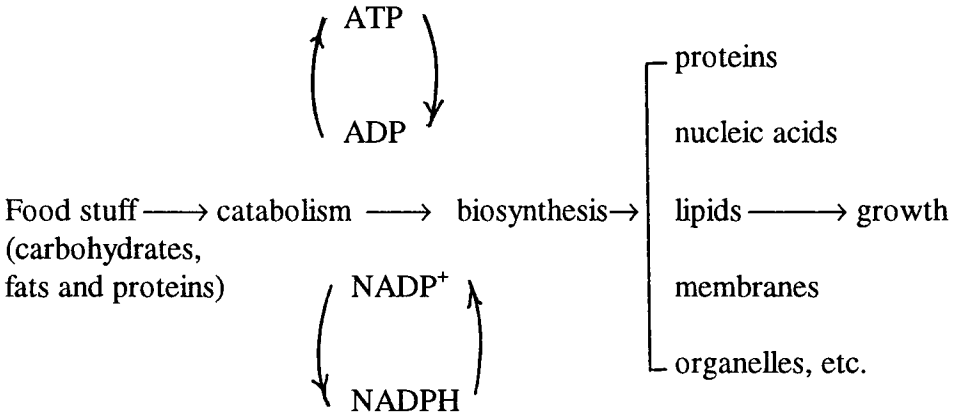 ATP
proteins
ADP
nucleic acids
Food stuff → catabolism → biosynthesis → lipids → growth
(carbohydrates,
fats and proteins)
NADP⁺
membranes
organelles, etc.
NADPH